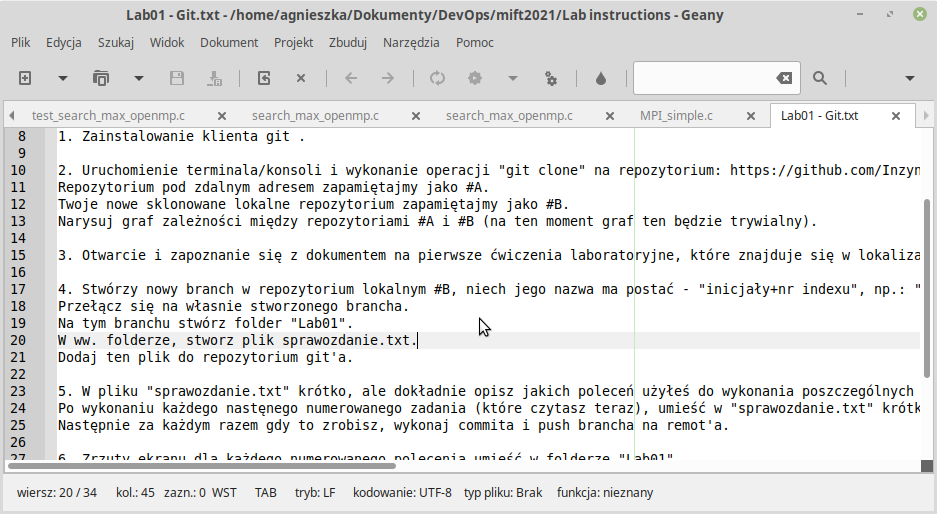 Lab01 - Git.txt - /home/agnieszka/Dokumenty/DevOps/mift2021/Lab instructions - Geany
Plik Edycja Szukaj Widok Dokument Projekt Zbuduj Narzędzia Pomoc
test_search_max_openmp.c search_max_openmp.c search_max_openmp.c MPI_simple.c Lab01 - Git.txt
8 1. Zainstalowanie klienta git .
9
10 2. Uruchomienie terminala/konsoli i wykonanie operacji "git clone" na repozytorium: https://github.com/Inzyn
11 Repozytorium pod zdalnym adresem zapamiętajmy jako #A.
12 Twoje nowe sklonowane lokalne repozytorium zapamiętajmy jako #B.
13 Narysuj graf zależności między repozytoriami #A i #B (na ten moment graf ten będzie trywialny).
14
15 3. Otwarcie i zapoznanie się z dokumentem na pierwsze ćwiczenia laboratoryjne, które znajduje się w lokaliza
16
17 4. Stwórzy nowy branch w repozytorium lokalnym #B, niech jego nazwa ma postać - "inicjały+nr indexu", np.: "
18 Przełącz się na własnie stworzonego brancha.
19 Na tym branchu stwórz folder "Lab01".
20 W ww. folderze, stworz plik sprawozdanie.txt.
21 Dodaj ten plik do repozytorium git'a.
22
23 5. W pliku "sprawozdanie.txt" krótko, ale dokładnie opisz jakich poleceń użyłeś do wykonania poszczególnych
24 Po wykonaniu każdego nastęnego numerowanego zadania (które czytasz teraz), umieść w "sprawozdanie.txt" krótk
25 Następnie za każdym razem gdy to zrobisz, wykonaj commita i push brancha na remot'a.
26
27 6. Zrzuty ekranu dla każdego numerowanego polecenia umieść w folderze "Lab01"
wiersz: 20 / 34 kol.: 45 zazn.: 0 WST TAB tryb: LF kodowanie: UTF-8 typ pliku: Brak funkcja: nieznany